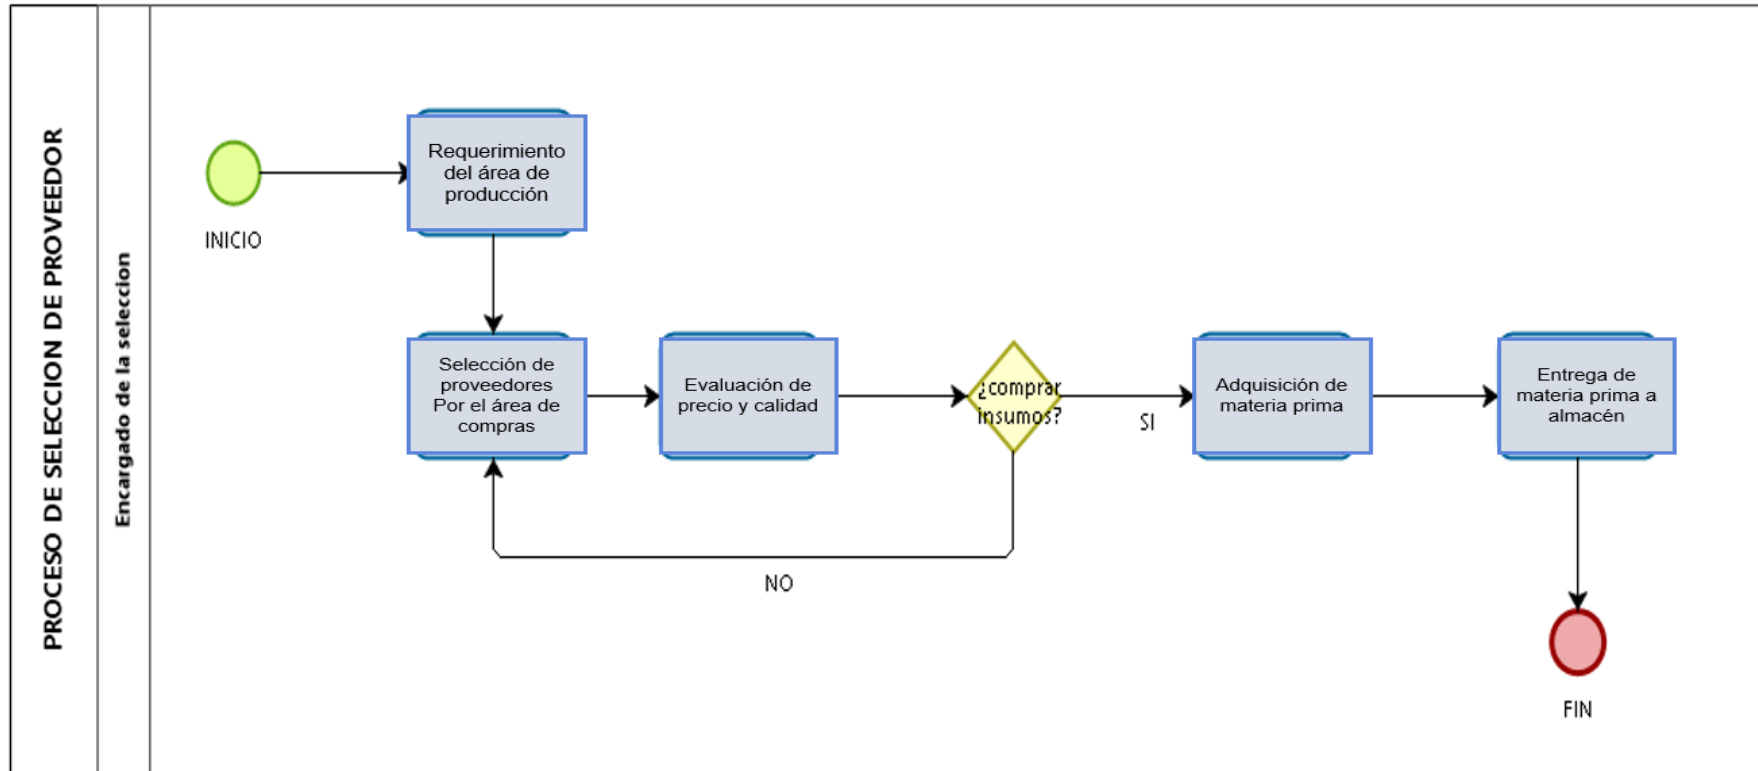 PROCESO DE SELECCION DE PROVEEDOR
Encargado de la seleccion
INICIO
Requerimiento
del área de
producción
Selección de
proveedores
Por el área de
compras
Evaluación de
precio y calidad
¿comprar
insumos?
SI
NO
Adquisición de
materia prima
Entrega de
materia prima a
almacén
FIN